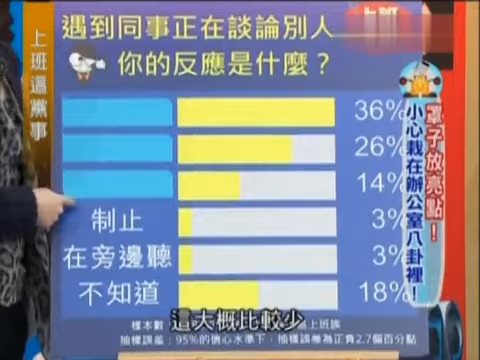 遇到同事正在談論別人
你的反應是什麼？
上班這黨事
36%
26%
14%
制止 3%
在旁邊聽 3%
不知道 18%
罩子放亮點！
小心栽在辦公室八卦裡！
樣本數
上班族
抽樣誤差：95%的信心水準下，抽樣誤差為正負2.7個百分點
這大概比較少